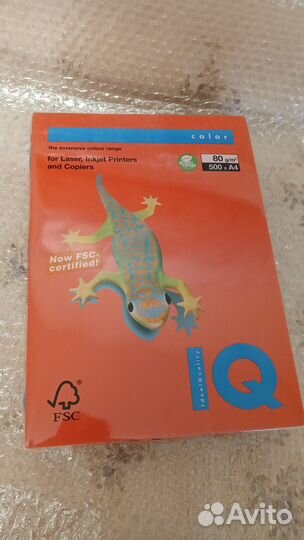 color
the extensive colour range
for Laser, Inkjet Printers
and Copiers
80 g/m²
500 x A4
Now FSC-
certified!
IdealQuality
IQ
FSC
Avito